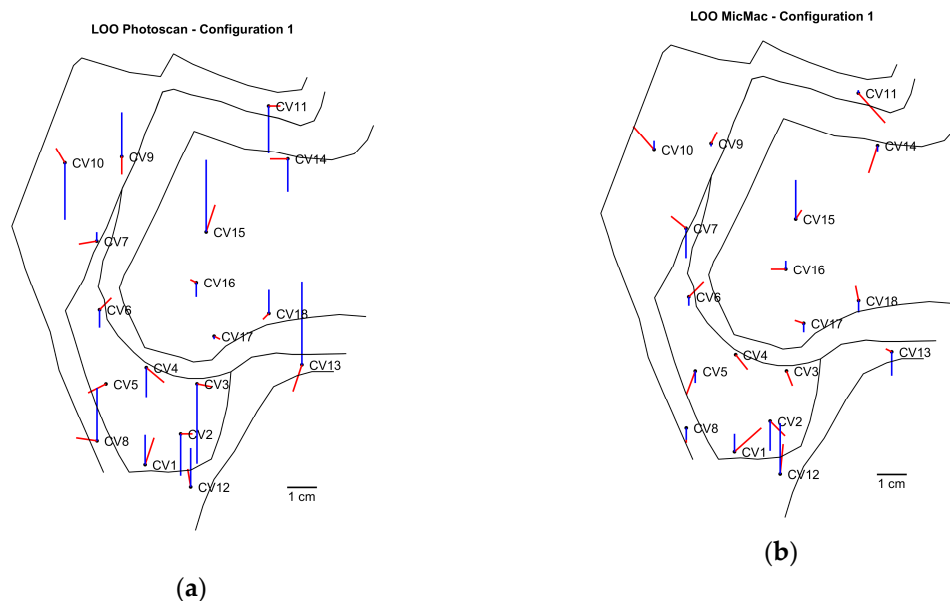 LOO Photoscan - Configuration 1
CV11
CV9
CV10
CV14
CV15
CV7
CV16
CV6
CV18
CV17
CV4
CV13
CV5
CV3
CV2
CV8
CV1
CV12
1 cm
(a)
LOO MicMac - Configuration 1
CV11
CV9
CV14
CV10
CV15
CV7
CV16
CV6
CV18
CV17
CV4
CV13
CV5
CV3
CV2
CV8
CV1
CV12
1 cm
(b)